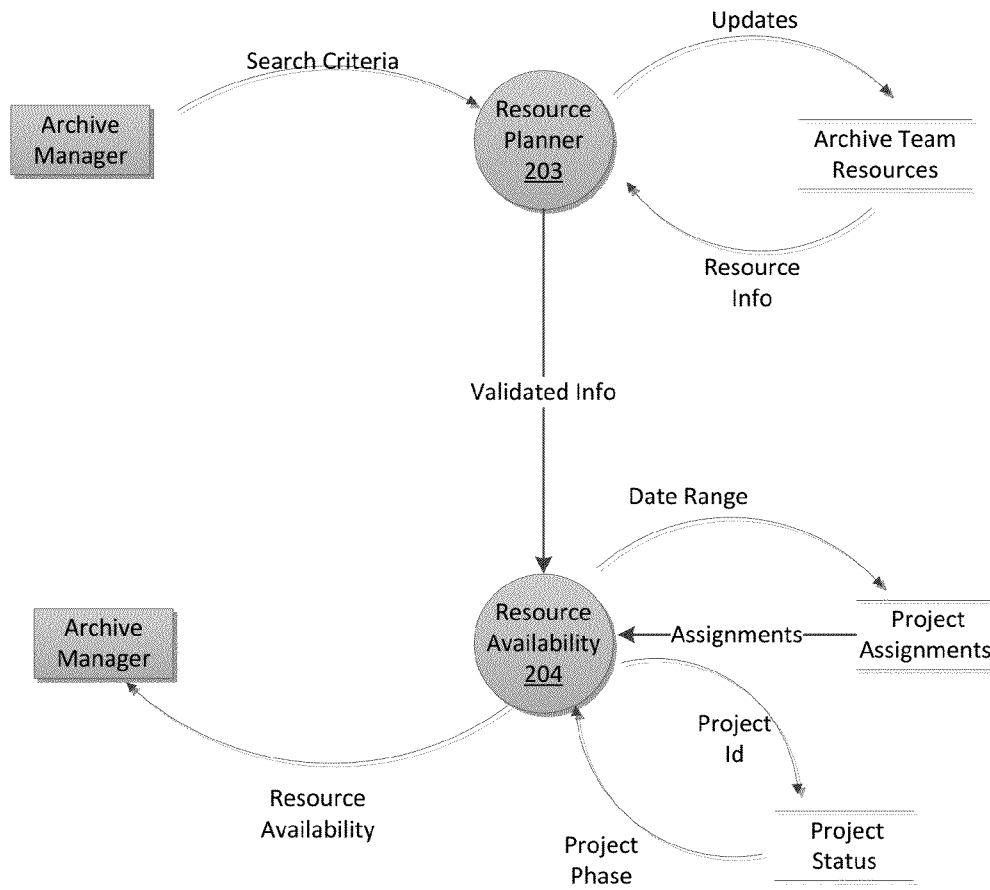 Updates
Search Criteria
Archive
Manager
Resource
Planner
203
Archive Team
Resources
Resource
Info
Validated Info
Date Range
Archive
Manager
Resource
Availability
204
Assignments
Project
Assignments
Project
Id
Resource
Availability
Project
Phase
Project
Status